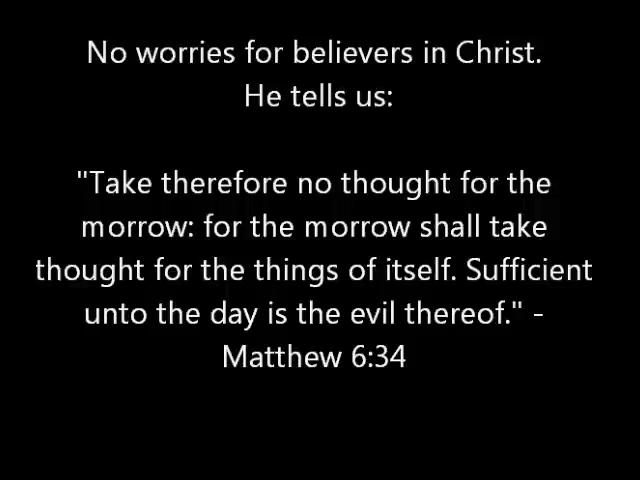 No worries for believers in Christ.
He tells us:
"Take therefore no thought for the
morrow: for the morrow shall take
thought for the things of itself. Sufficient
unto the day is the evil thereof." -
Matthew 6:34